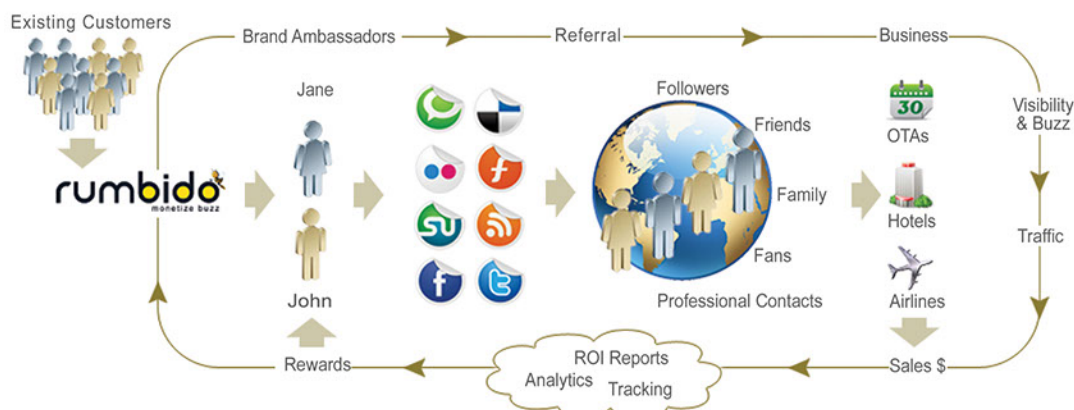 Existing Customers
Brand Ambassadors
Referral
Business
Jane
Followers
Friends
Family
Fans
Professional Contacts
30
OTAs
Hotels
Airlines
Visibility
& Buzz
Traffic
rumbido
monetize buzz
su
f
t
John
Rewards
ROI Reports
Analytics
Tracking
Sales $